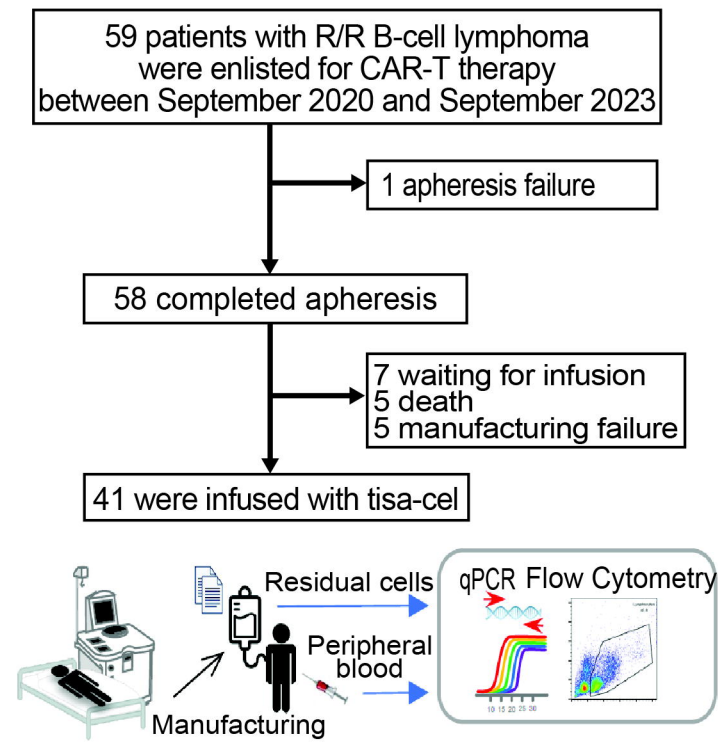 59 patients with R/R B-cell lymphoma
were enlisted for CAR-T therapy
between September 2020 and September 2023
1 apheresis failure
58 completed apheresis
7 waiting for infusion
5 death
5 manufacturing failure
41 were infused with tisa-cel
Residual cells
qPCR Flow Cytometry
Peripheral
blood
Manufacturing
10 15 20 25 30